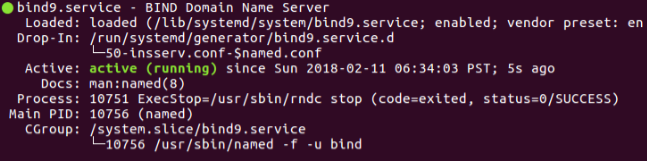 ● bind9.service - BIND Domain Name Server
   Loaded: loaded (/lib/systemd/system/bind9.service; enabled; vendor preset: en
  Drop-In: /run/systemd/generator/bind9.service.d
           └─50-insserv.conf-$named.conf
   Active: active (running) since Sun 2018-02-11 06:34:03 PST; 5s ago
     Docs: man:named(8)
  Process: 10751 ExecStop=/usr/sbin/rndc stop (code=exited, status=0/SUCCESS)
 Main PID: 10756 (named)
   CGroup: /system.slice/bind9.service
           └─10756 /usr/sbin/named -f -u bind